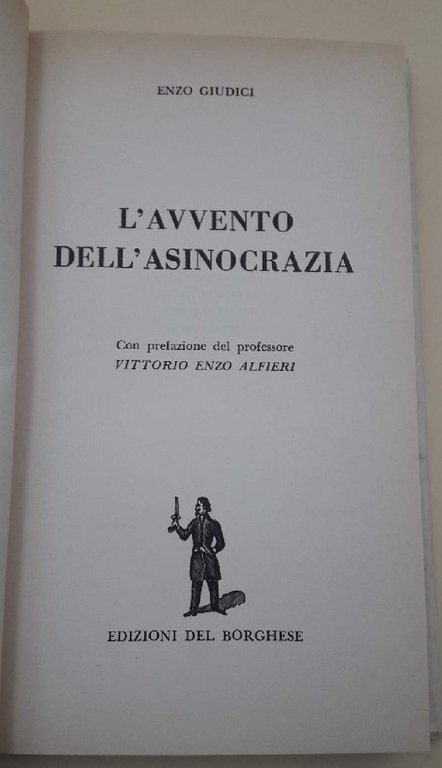 ENZO GIUDICI
L'AVVENTO
DELL'ASINOCRAZIA
Con prefazione del professore
VITTORIO ENZO ALFIERI
EDIZIONI DEL BORGHESE